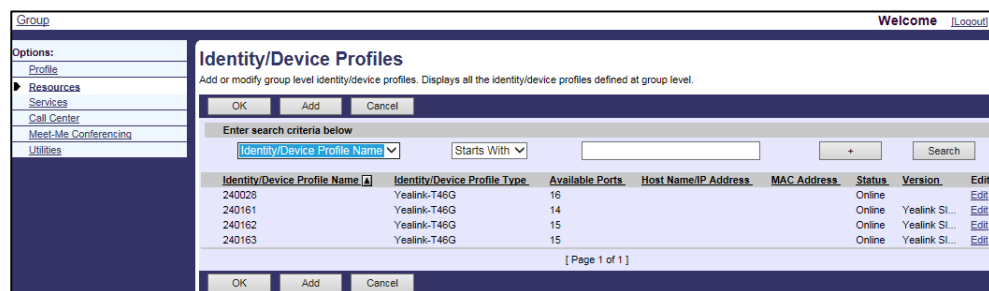 Group Welcome [Logout]
Options:
Profile
Resources
Services
Call Center
Meet-Me Conferencing
Utilities
Identity/Device Profiles
Add or modify group level identity/device profiles. Displays all the identity/device profiles defined at group level.
OK Add Cancel
Enter search criteria below
Identity/Device Profile Name Starts With + Search
Identity/Device Profile Name Identity/Device Profile Type Available Ports Host Name/IP Address MAC Address Status Version Edit
240028 Yealink-T46G 16 Online Edit
240161 Yealink-T46G 14 Online Yealink SI... Edit
240162 Yealink-T46G 15 Online Yealink SI... Edit
240163 Yealink-T46G 15 Online Yealink SI... Edit
[ Page 1 of 1 ]
OK Add Cancel